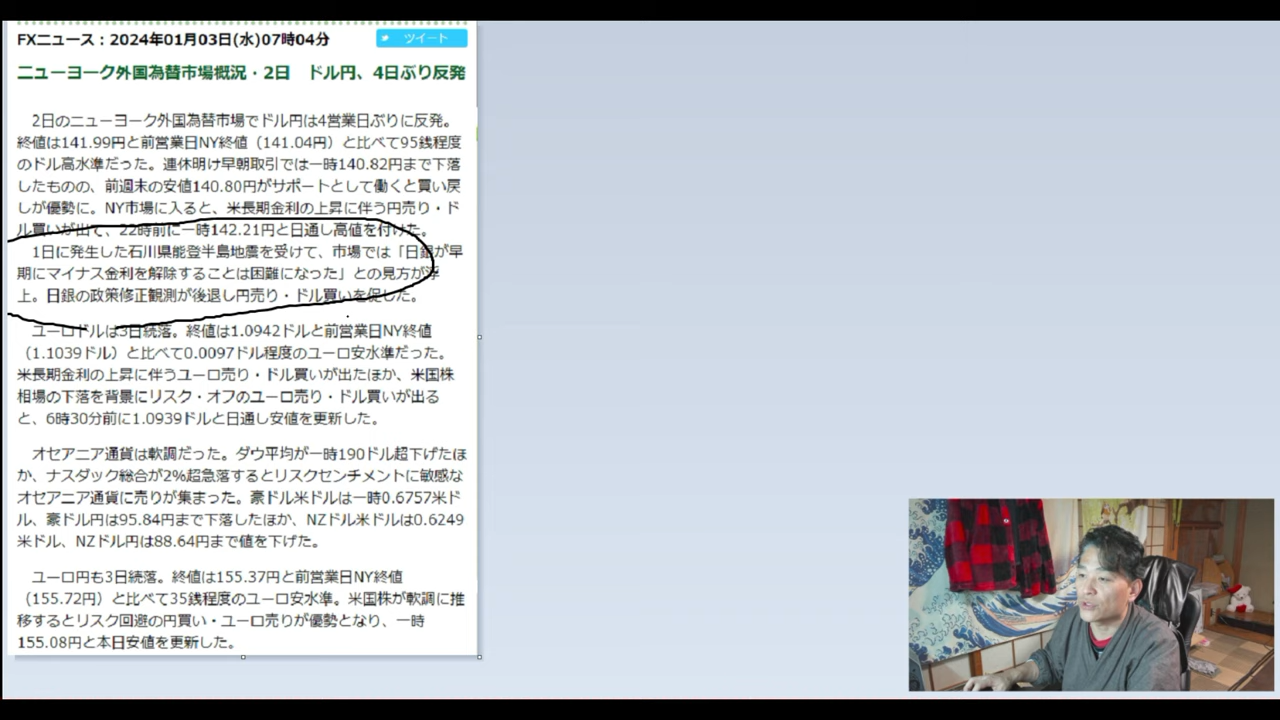 FXニュース：2024年01月03日(水)07時04分
ツイート
ニューヨーク外国為替市場概況・2日　ドル円、4日ぶり反発
2日のニューヨーク外国為替市場でドル円は4営業日ぶりに反発。
終値は141.99円と前営業日NY終値（141.04円）と比べて95銭程度
のドル高水準だった。連休明け早朝取引では一時140.82円まで下落
したものの、前週末の安値140.80円がサポートとして働くと買い戻
しが優勢に。NY市場に入ると、米長期金利の上昇に伴う円売り・ド
ル買いが出て、22時前に一時142.21円と日通し高値を付けた。
1日に発生した石川県能登半島地震を受けて、市場では「日銀が早
期にマイナス金利を解除することは困難になった」との見方が浮
上。日銀の政策修正観測が後退し円売り・ドル買いを促した。
ユーロドルは3日続落。終値は1.0942ドルと前営業日NY終値
（1.1039ドル）と比べて0.0097ドル程度のユーロ安水準だった。
米長期金利の上昇に伴うユーロ売り・ドル買いが出たほか、米国株
相場の下落を背景にリスク・オフのユーロ売り・ドル買いが出る
と、6時30分前に1.0939ドルと日通し安値を更新した。
オセアニア通貨は軟調だった。ダウ平均が一時190ドル超下げたほ
か、ナスダック総合が2%超急落するとリスクセンチメントに敏感な
オセアニア通貨に売りが集まった。豪ドル米ドルは一時0.6757米ド
ル、豪ドル円は95.84円まで下落したほか、NZドル米ドルは0.6249
米ドル、NZドル円は88.64円まで値を下げた。
ユーロ円も3日続落。終値は155.37円と前営業日NY終値
（155.72円）と比べて35銭程度のユーロ安水準。米国株が軟調に推
移するとリスク回避の円買い・ユーロ売りが優勢となり、一時
155.08円と本日安値を更新した。